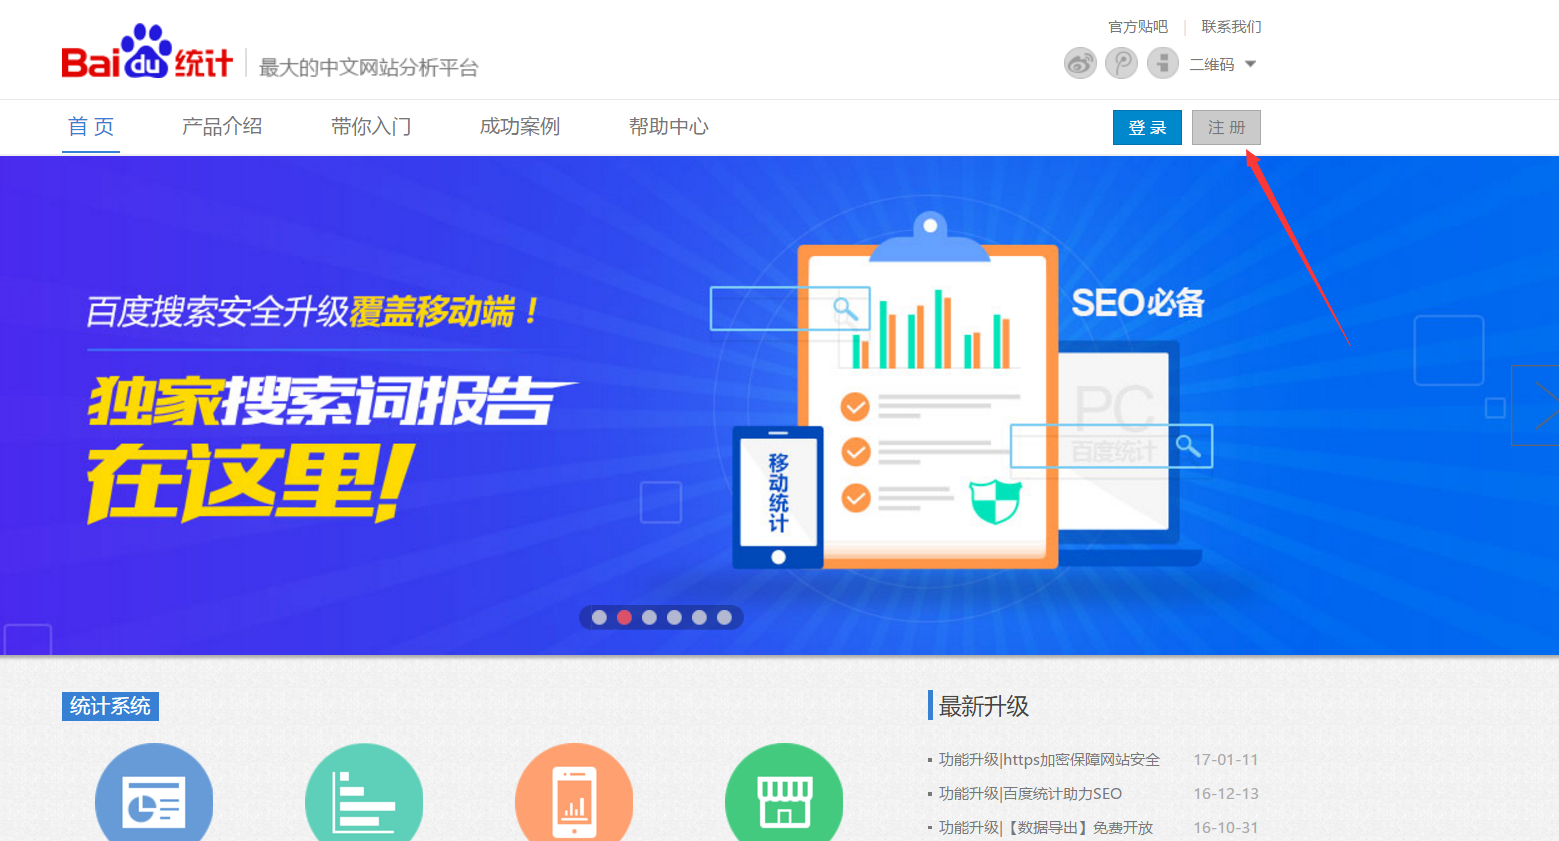 官方贴吧 | 联系我们
Baidu统计 | 最大的中文网站分析平台
二维码
首页 产品介绍 带你入门 成功案例 帮助中心 登录 注册
百度搜索安全升级覆盖移动端！
SEO必备
独家搜索词报告
在这里!
PC
百度统计
移动统计
统计系统
最新升级
功能升级|https加密保障网站安全 17-01-11
功能升级|百度统计助力SEO 16-12-13
功能升级|【数据导出】免费开放 16-10-31